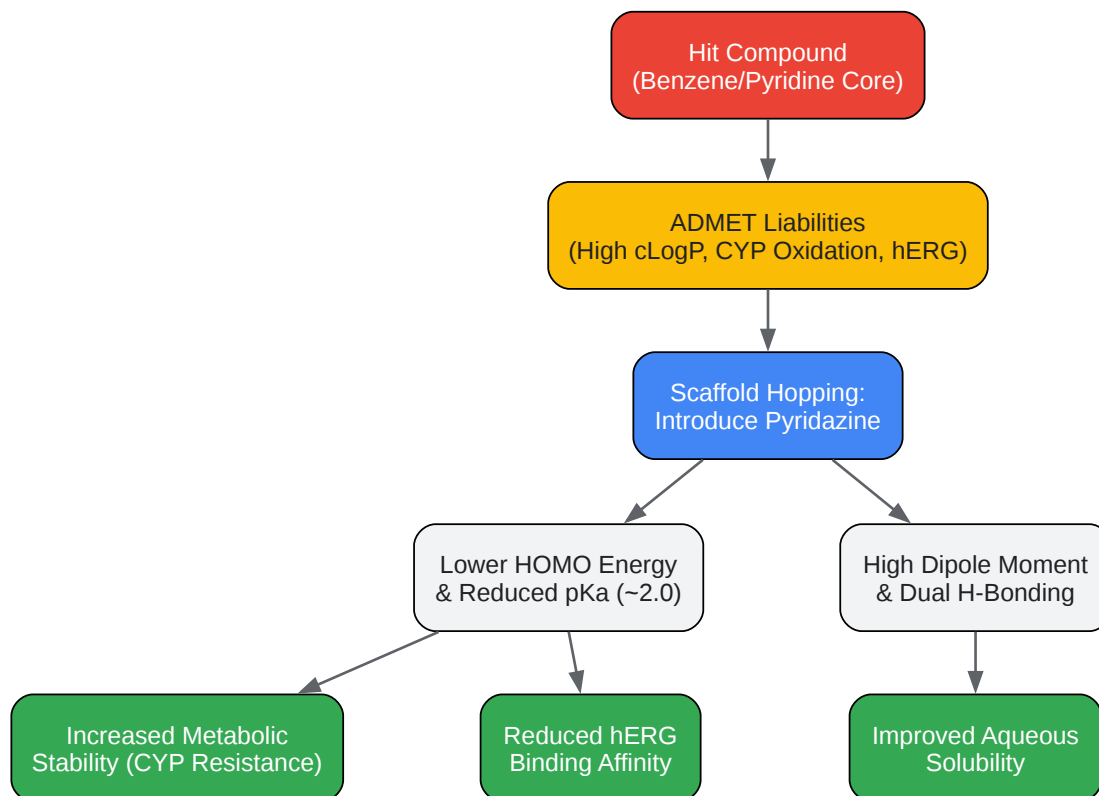 Hit Compound
(Benzene/Pyridine Core)
ADMET Liabilities
(High cLogP, CYP Oxidation, hERG)
Scaffold Hopping:
Introduce Pyridazine
Lower HOMO Energy
& Reduced pKa (~2.0)
High Dipole Moment
& Dual H-Bonding
Increased Metabolic
Stability (CYP Resistance)
Reduced hERG
Binding Affinity
Improved Aqueous
Solubility